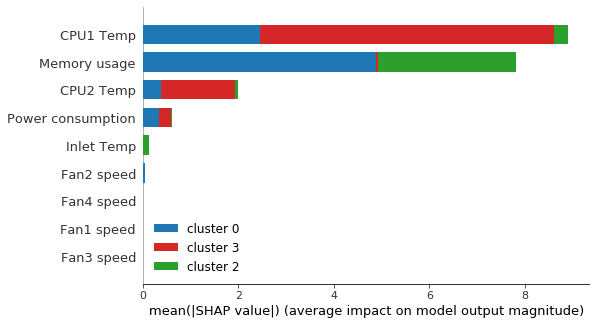 CPU1 Temp
Memory usage
CPU2 Temp
Power consumption
Inlet Temp
Fan2 speed
Fan4 speed
Fan1 speed
Fan3 speed
cluster 0
cluster 3
cluster 2
0 2 4 6 8
mean(|SHAP value|) (average impact on model output magnitude)